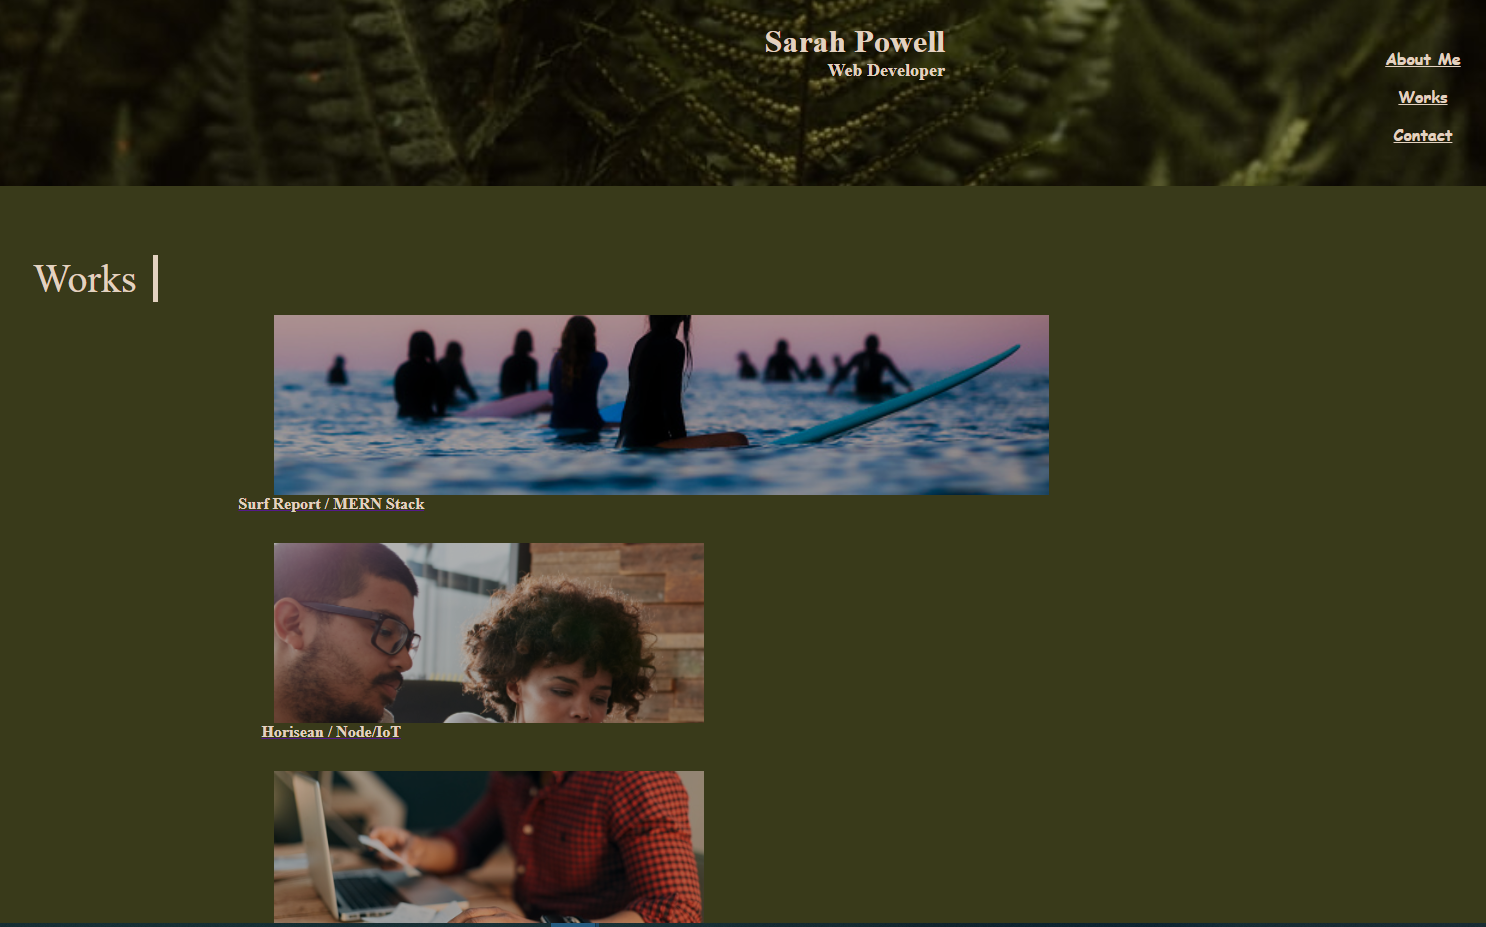 Sarah Powell
Web Developer
About Me
Works
Contact
Works
Surf Report / MERN Stack
Horisean / Node/IoT